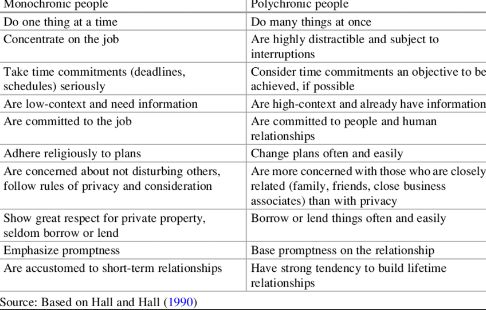 Monochronic people
Polychronic people
Do one thing at a time
Do many things at once
Concentrate on the job
Are highly distractible and subject to
interruptions
Take time commitments (deadlines,
schedules) seriously
Consider time commitments an objective to be
achieved, if possible
Are low-context and need information
Are high-context and already have information
Are committed to the job
Are committed to people and human
relationships
Adhere religiously to plans
Change plans often and easily
Are concerned about not disturbing others,
follow rules of privacy and consideration
Are more concerned with those who are closely
related (family, friends, close business
associates) than with privacy
Show great respect for private property,
seldom borrow or lend
Borrow or lend things often and easily
Emphasize promptness
Base promptness on the relationship
Are accustomed to short-term relationships
Have strong tendency to build lifetime
relationships
Source: Based on Hall and Hall (1990)